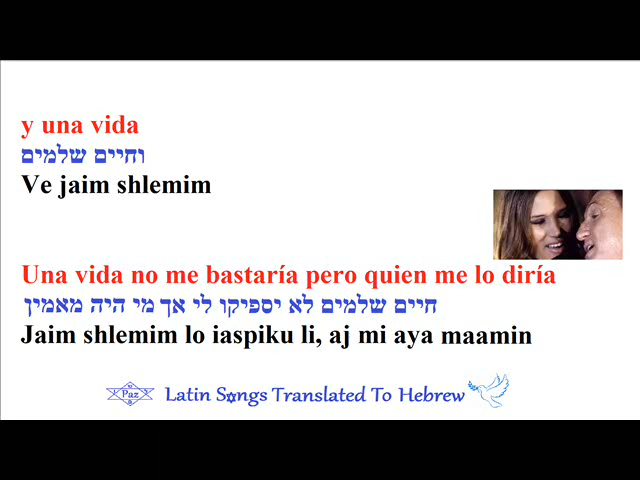 y una vida
וחיים שלמים
Ve jaim shlemim
Una vida no me bastaría pero quien me lo diría
חיים שלמים לא יספיקו לי אך מי היה מאמין
Jaim shlemim lo iaspiku li, aj mi aya maamin
Paz
Latin Songs Translated To Hebrew